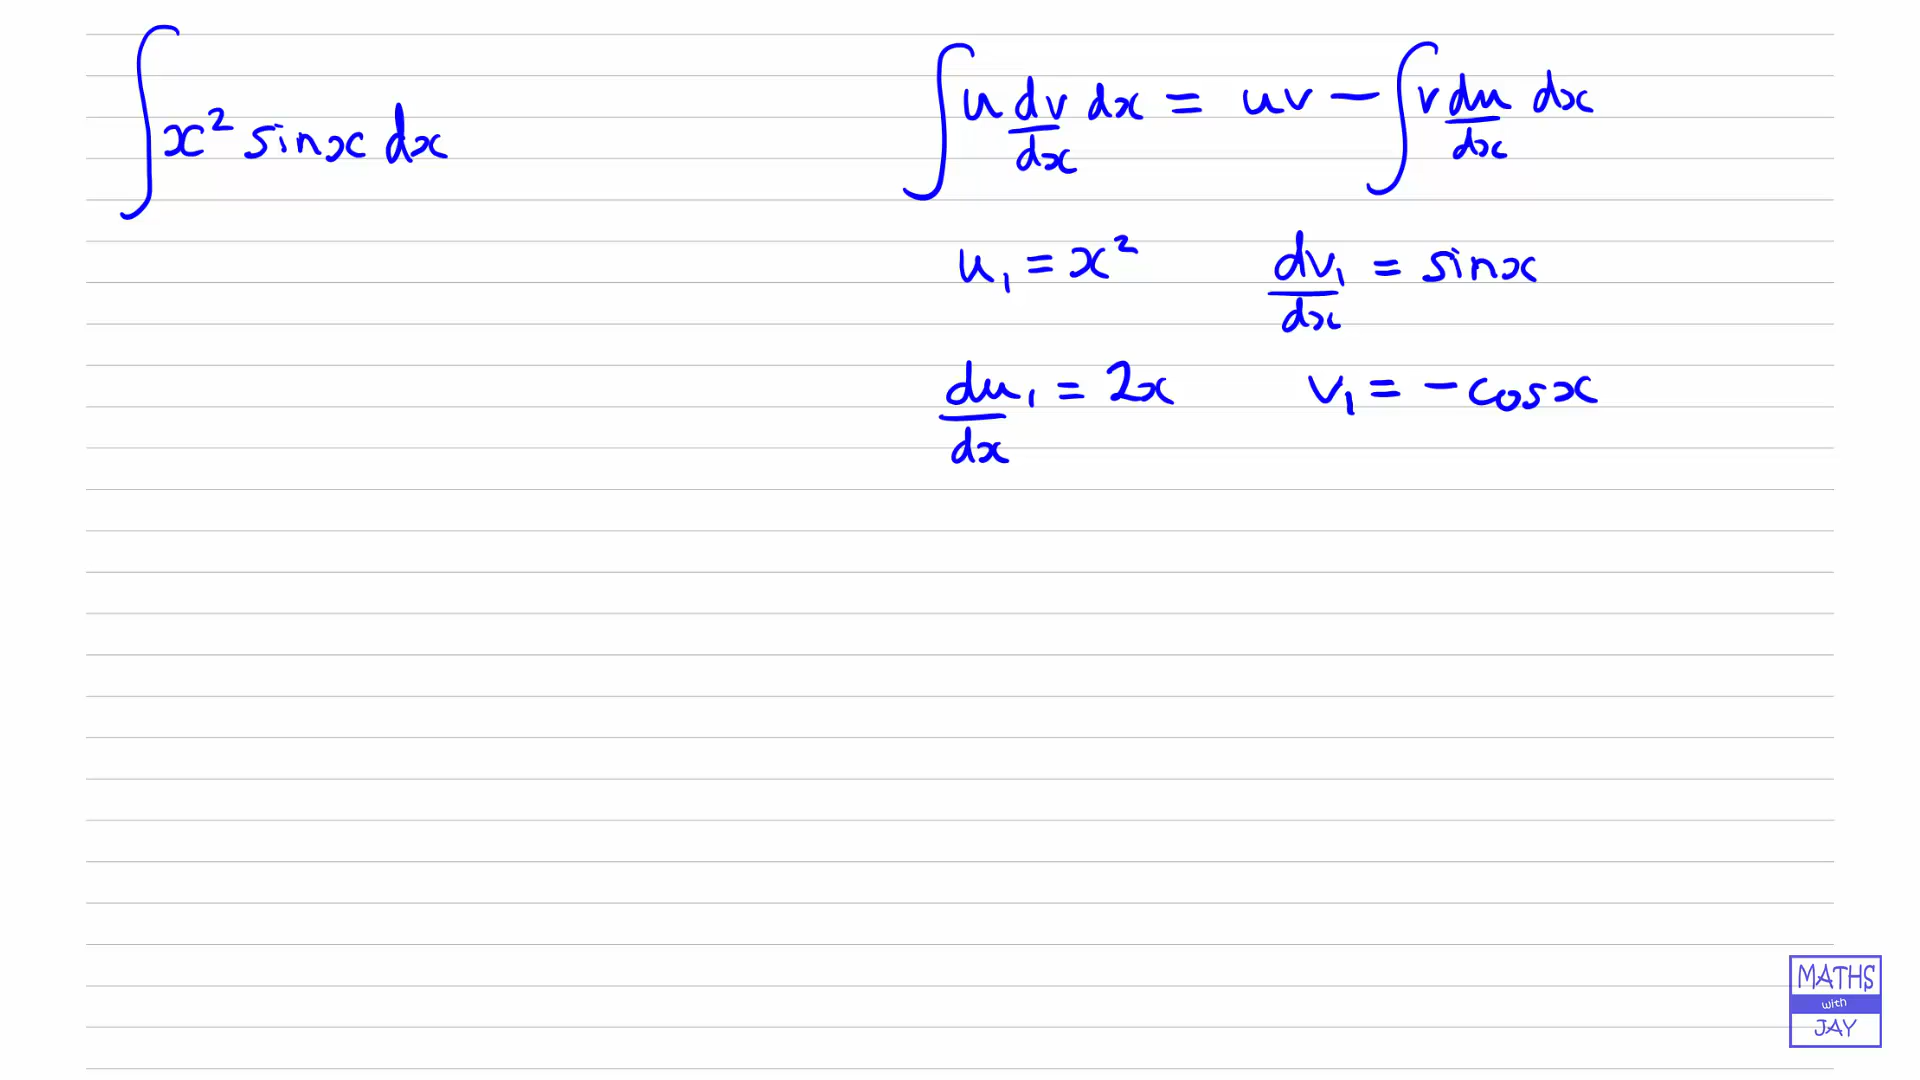 ∫ x² sinx dx
∫ u dv/dx dx = uv − ∫ v du/dx dx
u₁ = x²    dv₁/dx = sinx
du₁/dx = 2x    v₁ = −cosx
MATHS
with
JAY